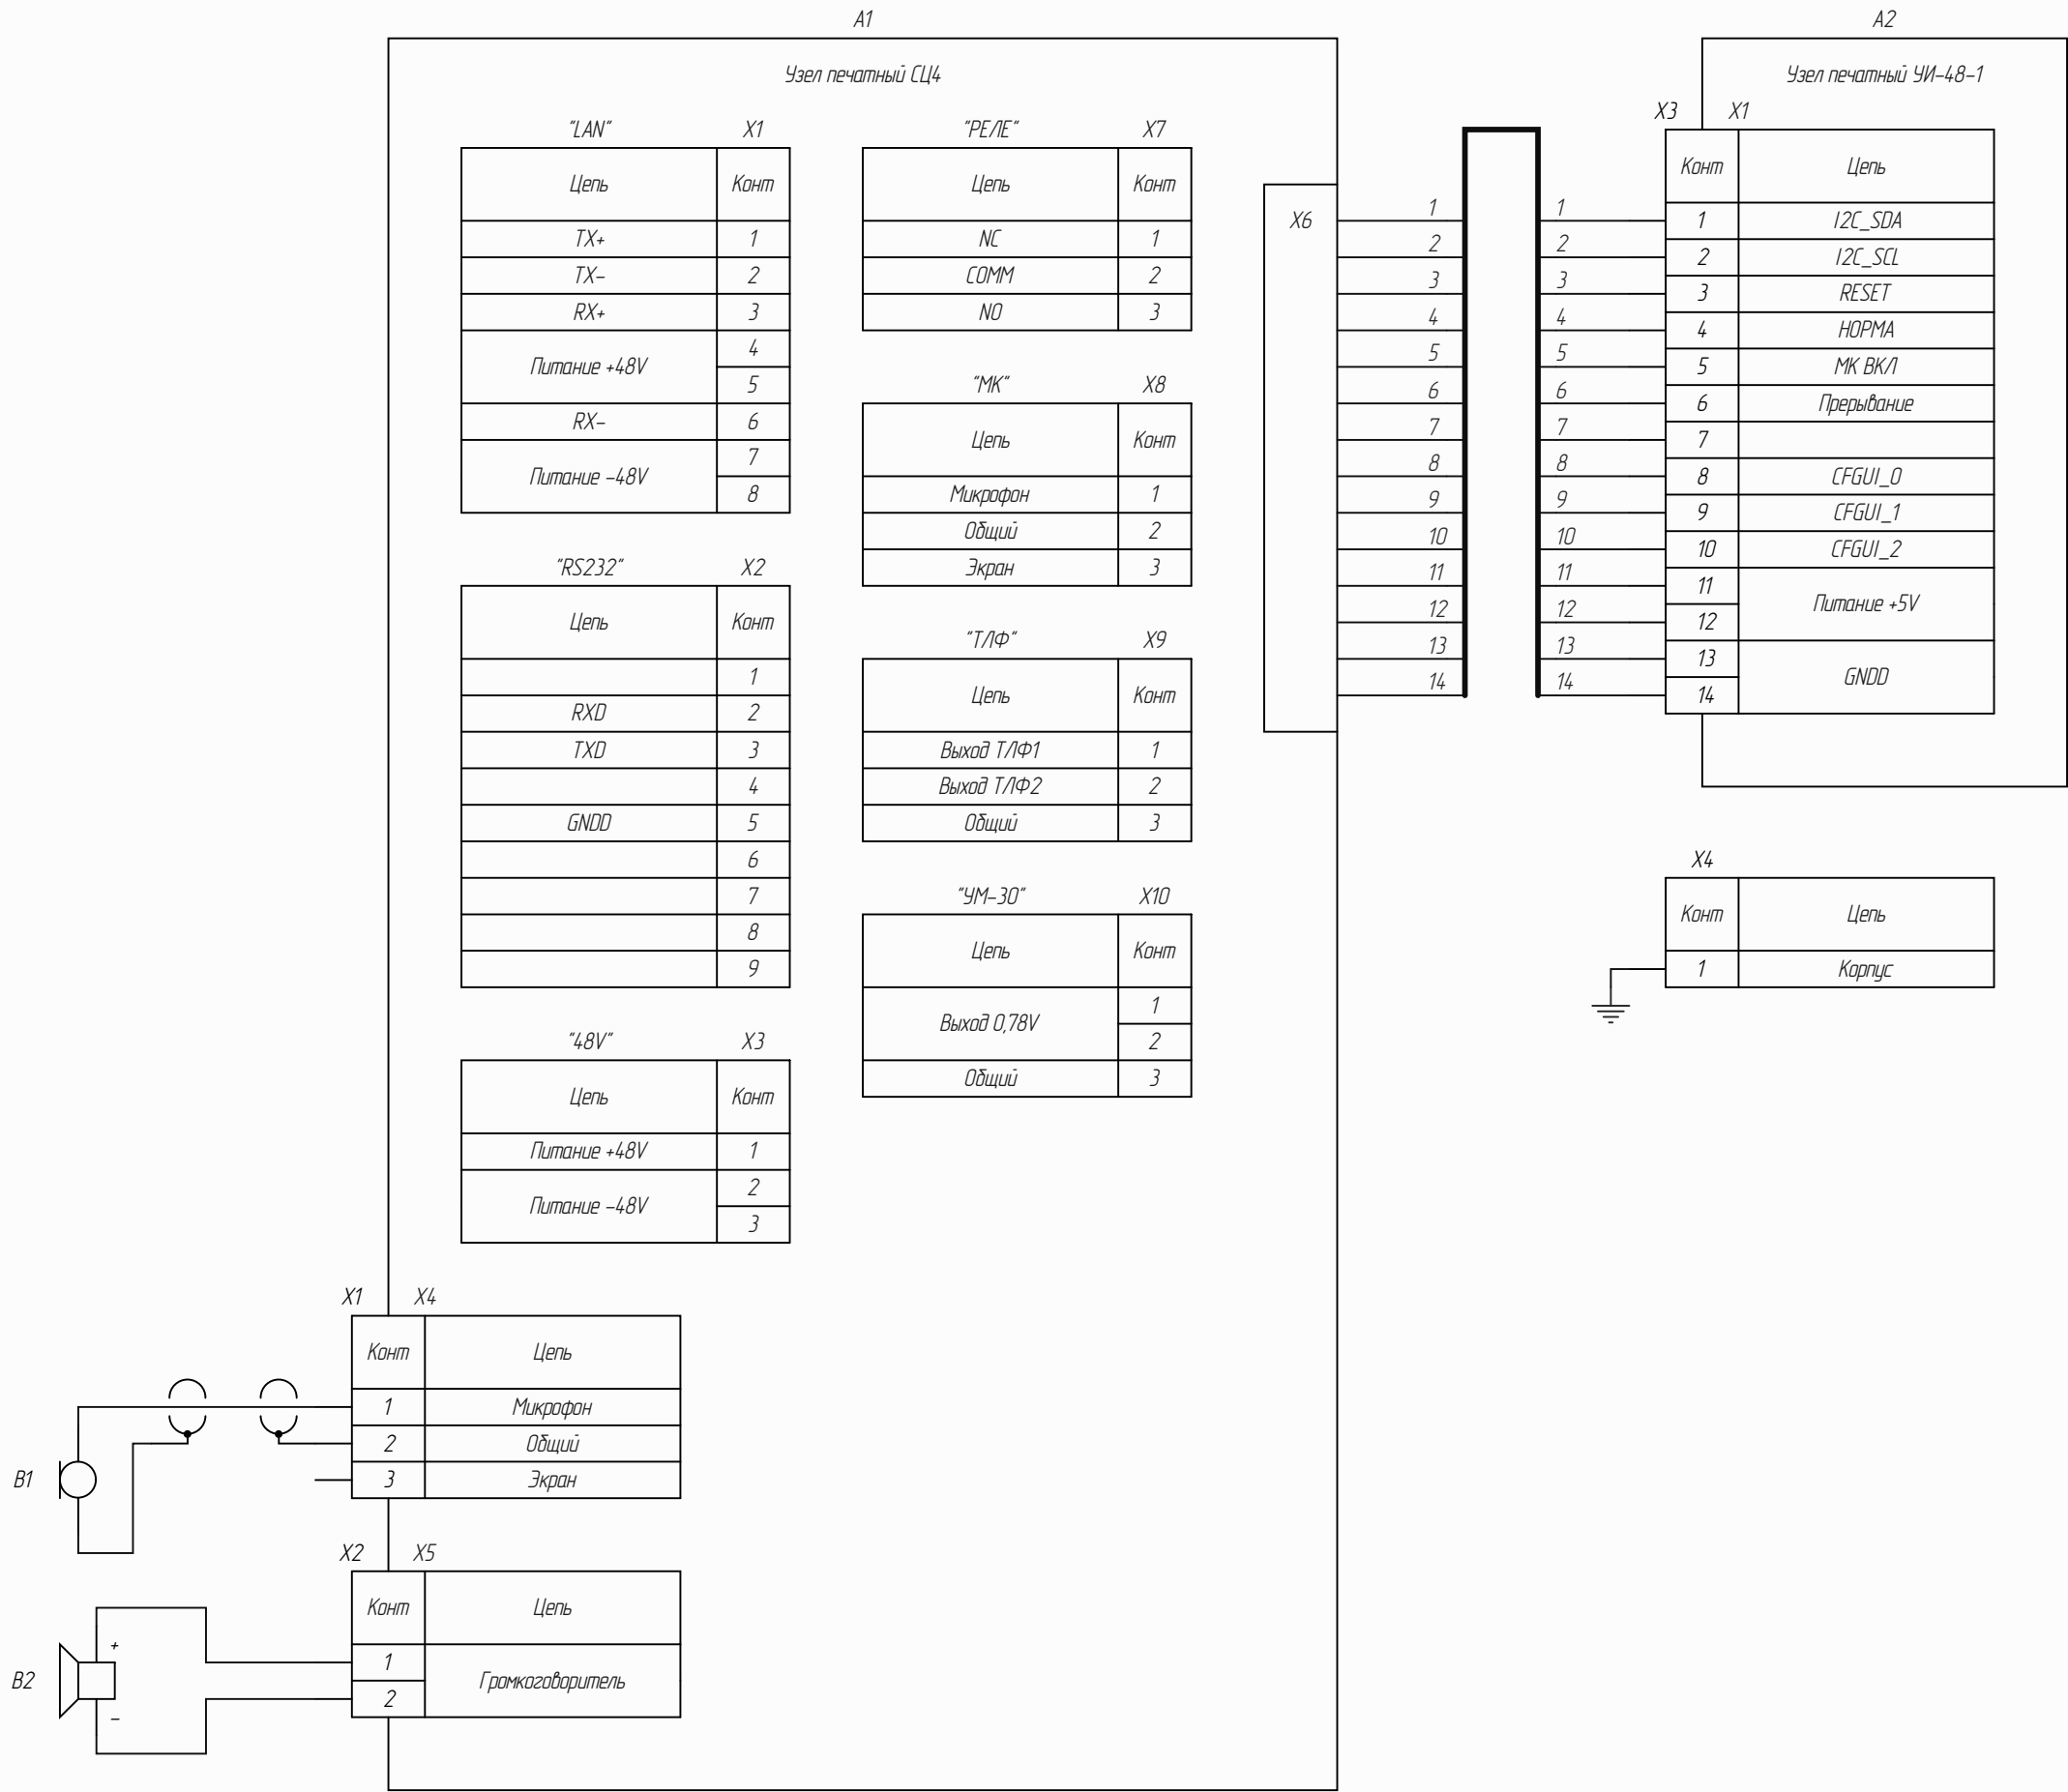 A1
Узел печатный СЦ4
"LAN" X1
Цепь Конт
TX+ 1
TX- 2
RX+ 3
Питание +48V 4
5
RX- 6
Питание -48V 7
8
"RS232" X2
Цепь Конт
1
RXD 2
TXD 3
4
GNDD 5
6
7
8
9
"48V" X3
Цепь Конт
Питание +48V 1
Питание -48V 2
3
"РЕЛЕ" X7
Цепь Конт
NC 1
COMM 2
NO 3
"МК" X8
Цепь Конт
Микрофон 1
Общий 2
Экран 3
"ТЛФ" X9
Цепь Конт
Выход ТЛФ1 1
Выход ТЛФ2 2
Общий 3
"УМ-30" X10
Цепь Конт
Выход 0,78V 1
2
Общий 3
X6
1 1
2 2
3 3
4 4
5 5
6 6
7 7
8 8
9 9
10 10
11 11
12 12
13 13
14 14
A2
Узел печатный УИ-48-1
X3 X1
Конт Цепь
1 I2C_SDA
2 I2C_SCL
3 RESET
4 НОРМА
5 МК ВКЛ
6 Прерывание
7
8 CFGUI_0
9 CFGUI_1
10 CFGUI_2
11 Питание +5V
12
13 GNDD
14
X4
Конт Цепь
1 Корпус
X1 X4
Конт Цепь
1 Микрофон
2 Общий
3 Экран
B1
X2 X5
Конт Цепь
1 Громкоговоритель
2
B2
+
-